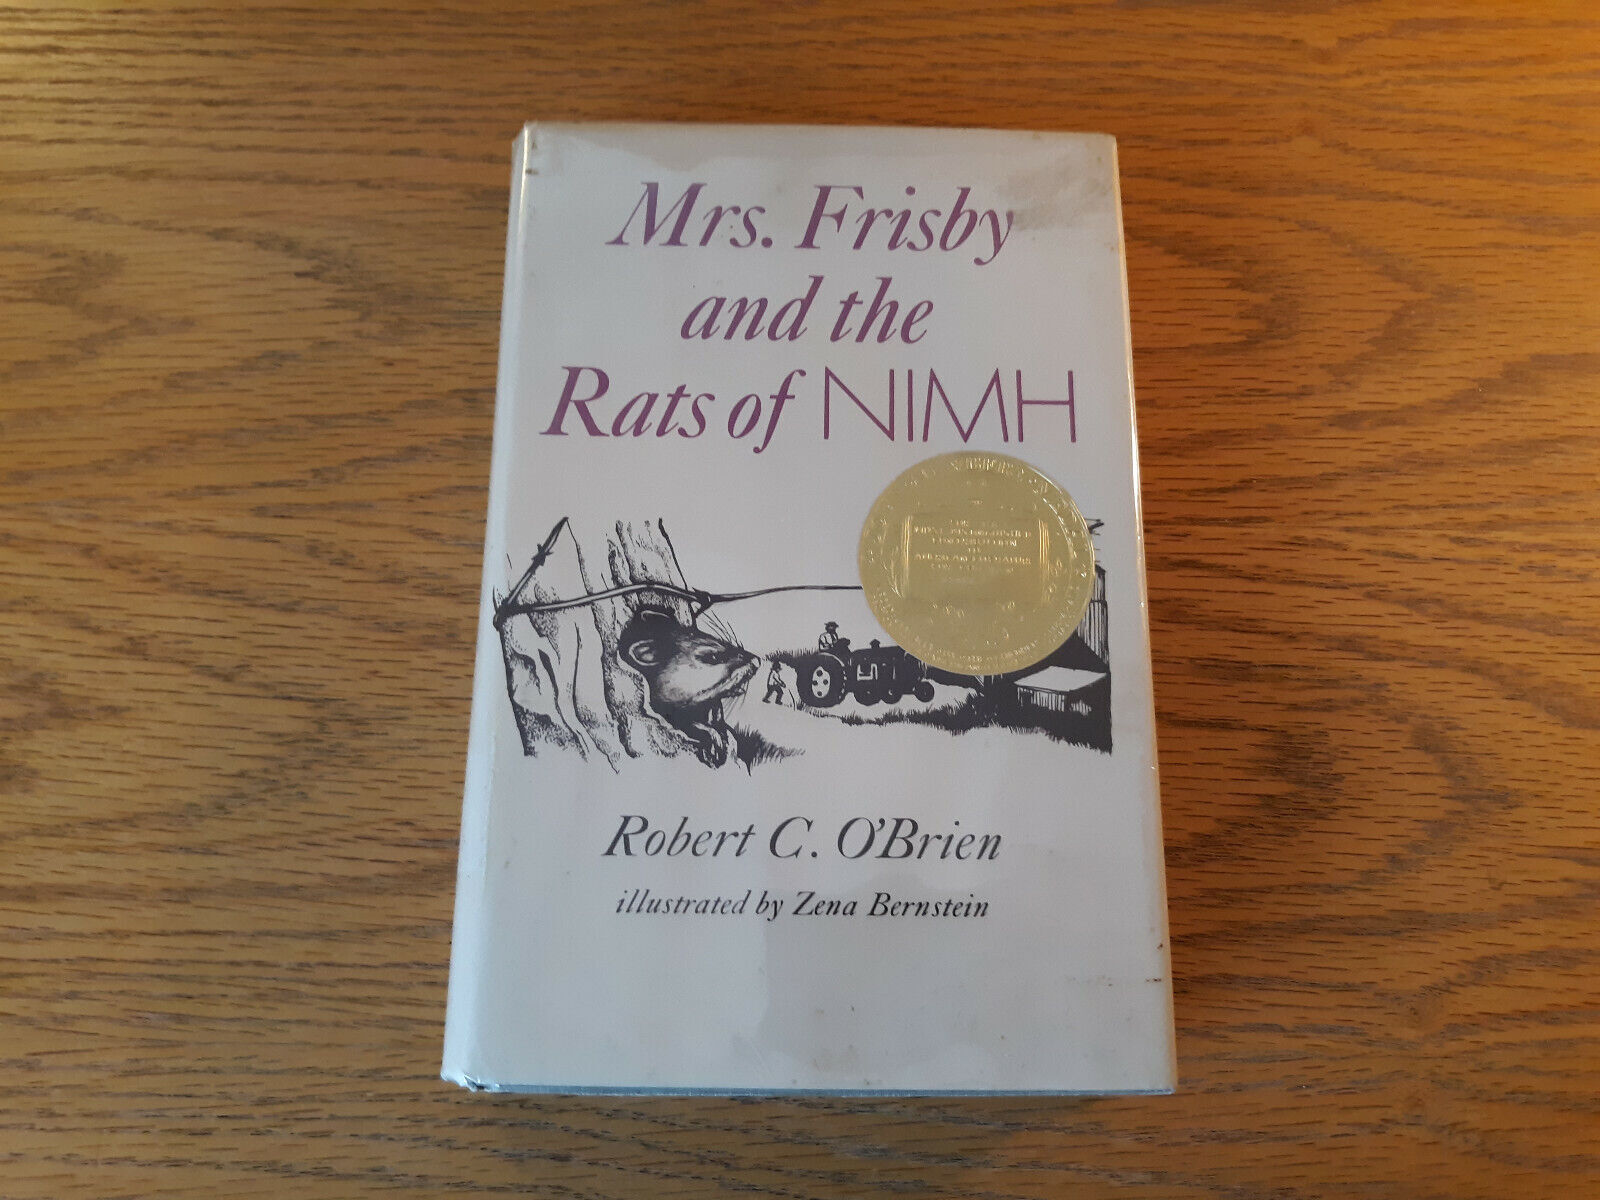 Mrs. Frisby
and the
Rats of NIMH
Robert C. O'Brien
illustrated by Zena Bernstein